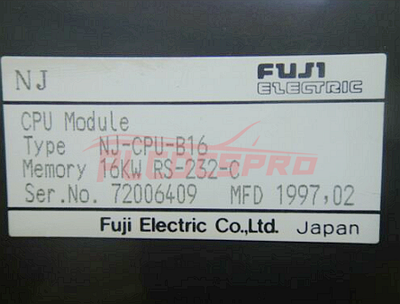 NJ FUJI
ELECTRIC
CPU Module
Type NJ-CPU-B16
Memory 16KW RS-232-C
Ser.No. 72006409 MFD 1997,02
Fuji Electric Co.,Ltd. Japan